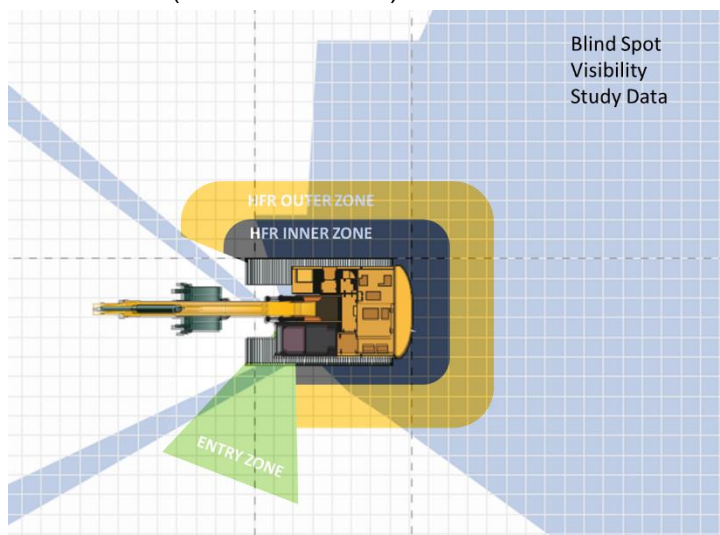 Blind Spot
Visibility
Study Data
HFR OUTER ZONE
HFR INNER ZONE
ENTRY ZONE